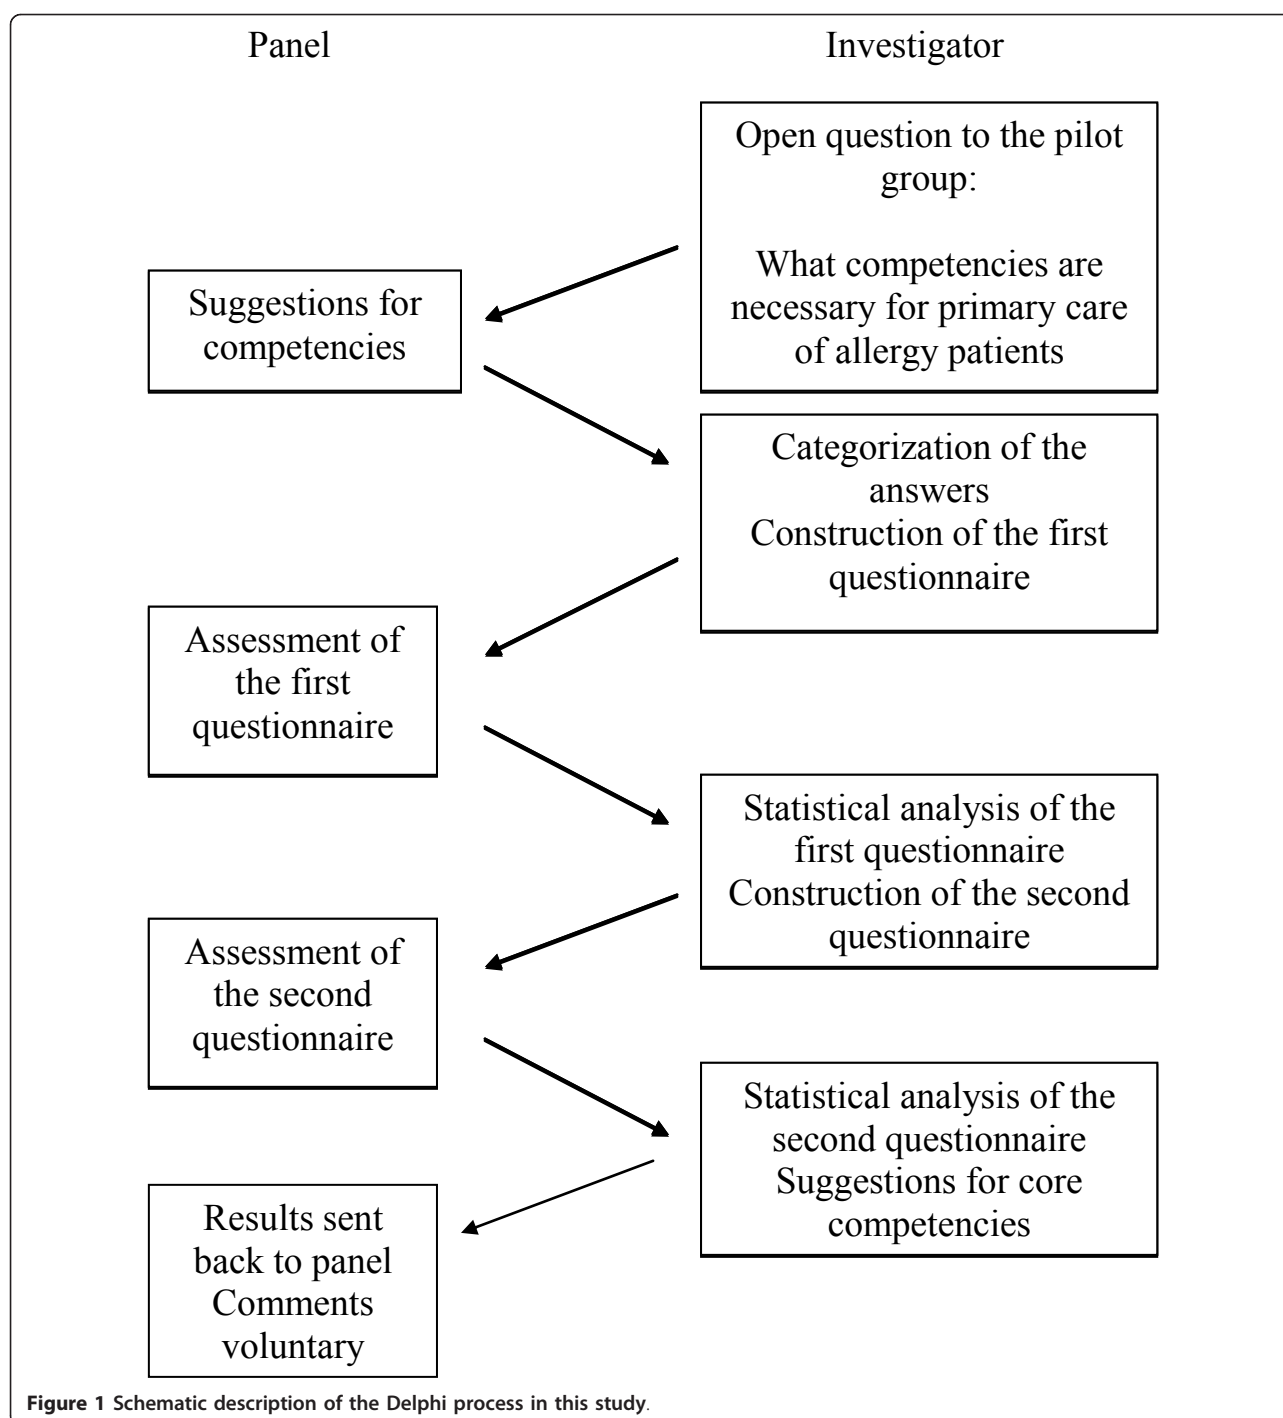 Panel
Investigator
Open question to the pilot
group:
What competencies are
necessary for primary care
of allergy patients
Suggestions for
competencies
Categorization of the
answers
Construction of the first
questionnaire
Assessment of
the first
questionnaire
Statistical analysis of the
first questionnaire
Construction of the second
questionnaire
Assessment of
the second
questionnaire
Statistical analysis of the
second questionnaire
Suggestions for core
competencies
Results sent
back to panel
Comments
voluntary
Figure 1 Schematic description of the Delphi process in this study.